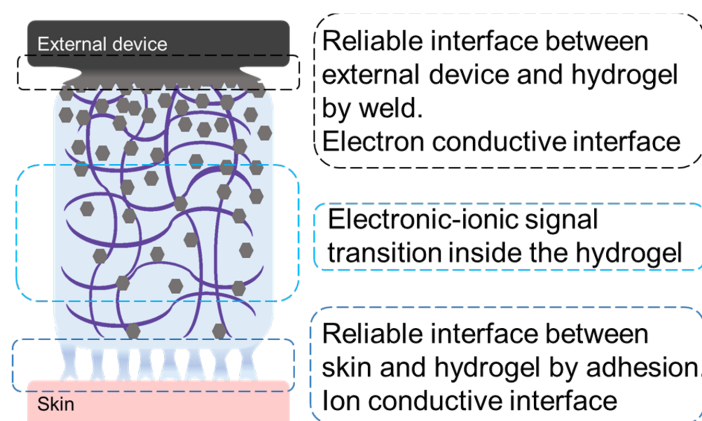 External device
Reliable interface between
external device and hydrogel
by weld.
Electron conductive interface
Electronic-ionic signal
transition inside the hydrogel
Reliable interface between
skin and hydrogel by adhesion.
Ion conductive interface
Skin